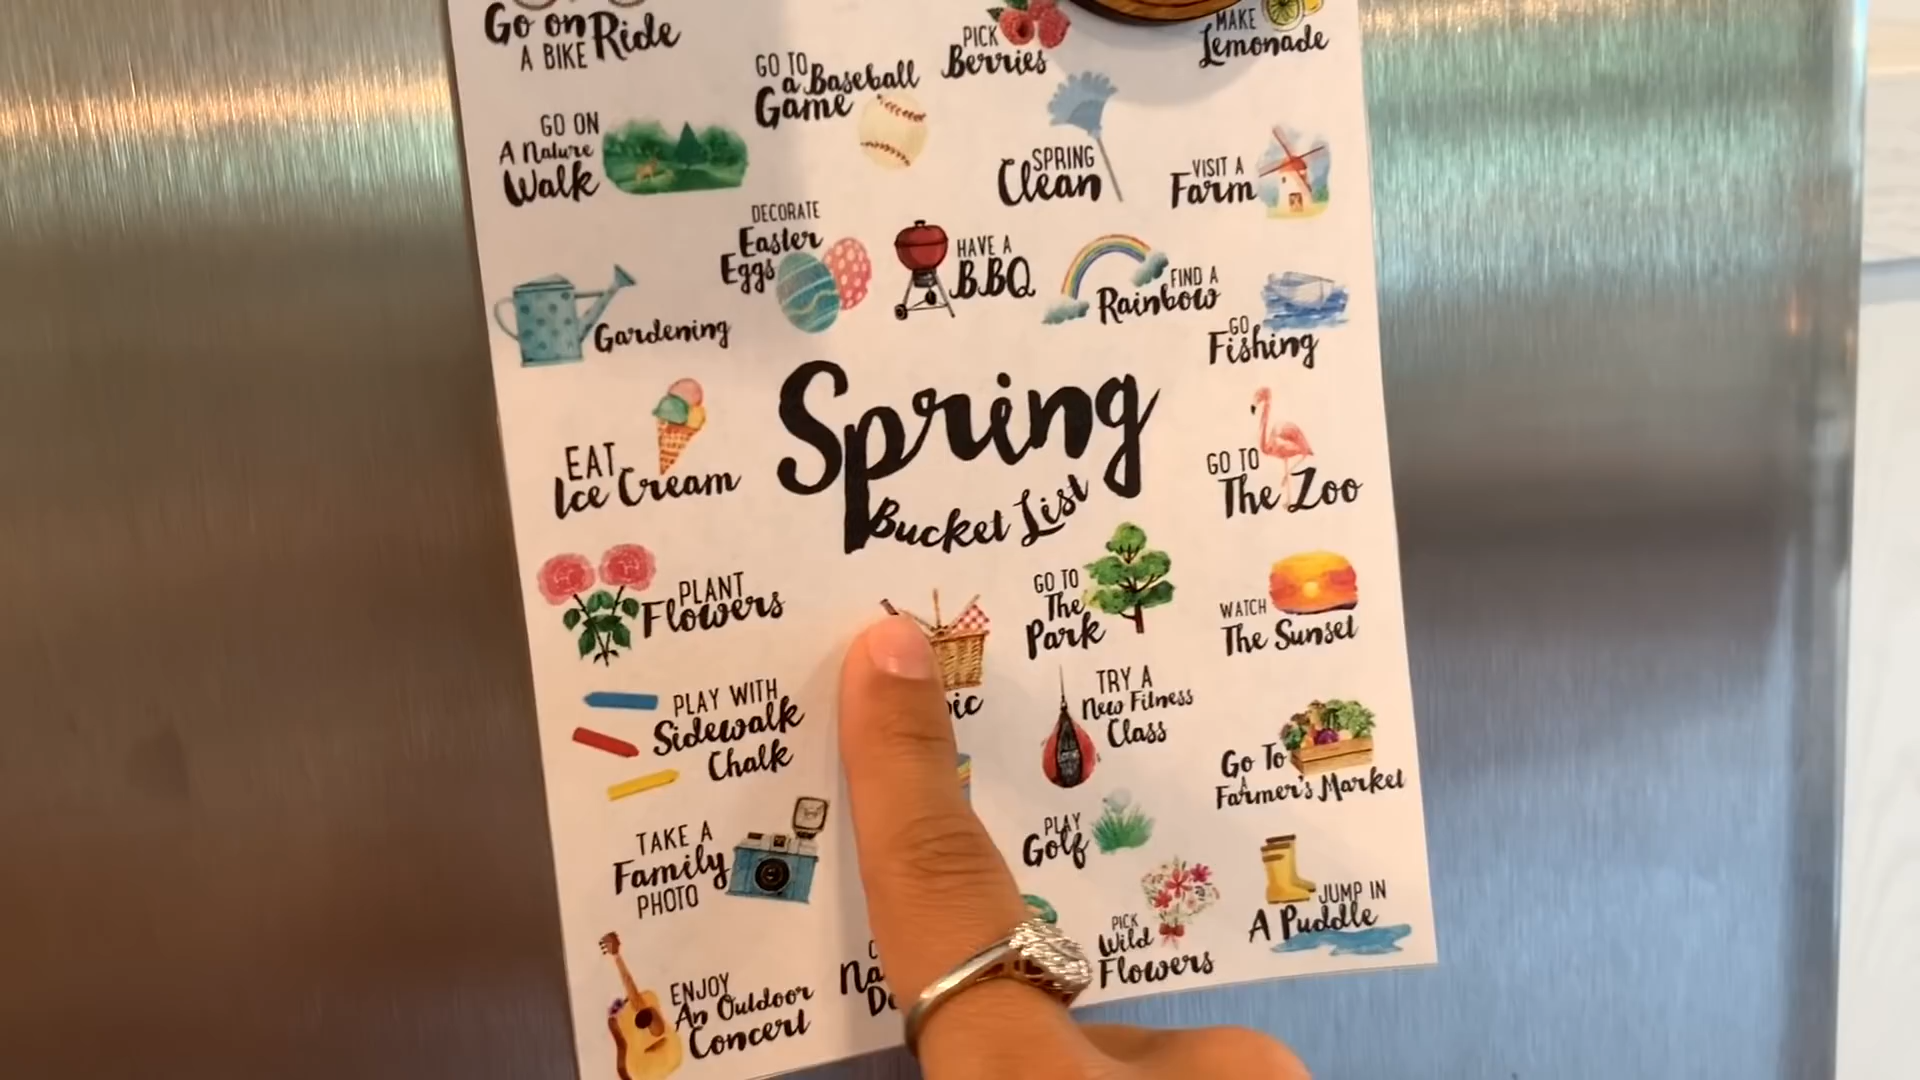 Go on
A BIKE Ride
GO TO
a Baseball
Game
PICK
Berries
MAKE
Lemonade
GO ON
A Nature
Walk
SPRING
Clean
VISIT A
Farm
DECORATE
Easter
Eggs
HAVE A
BBQ
FIND A
Rainbow
Gardening
GO
Fishing
EAT
Ice Cream
Spring
Bucket List
GO TO
The Zoo
PLANT
Flowers
GO TO
The
Park
WATCH
The Sunset
PLAY WITH
Sidewalk
Chalk
TRY A
New Fitness
Class
Go To
A
Farmer's Market
TAKE A
Family
PHOTO
PLAY
Golf
JUMP IN
A Puddle
PICK
Wild
Flowers
ENJOY
An Outdoor
Concert